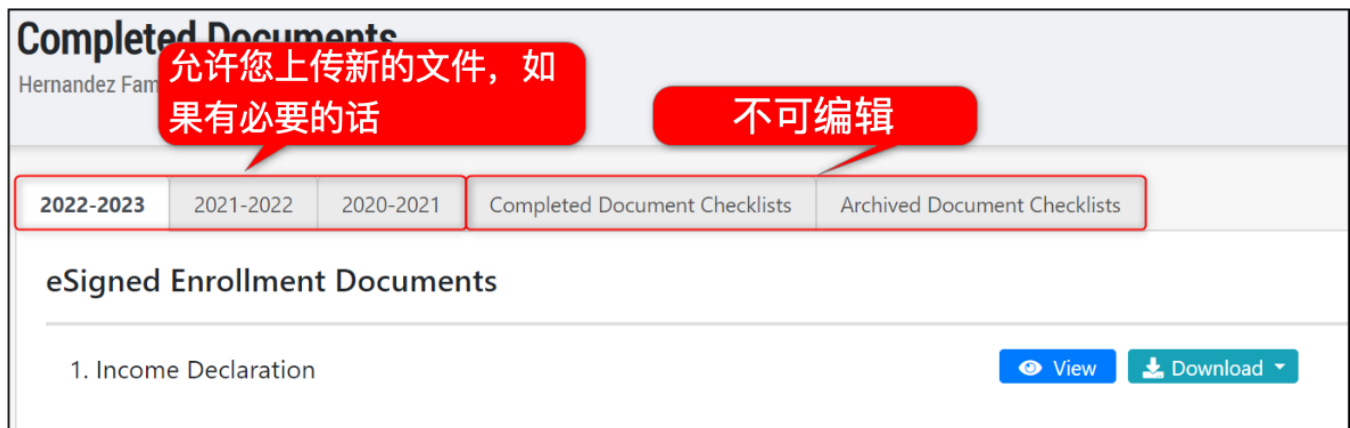 Completed Documents
Hernandez Fam
允许您上传新的文件，如
果有必要的话
不可编辑
2022-2023 2021-2022 2020-2021 Completed Document Checklists Archived Document Checklists
eSigned Enrollment Documents
1. Income Declaration View Download